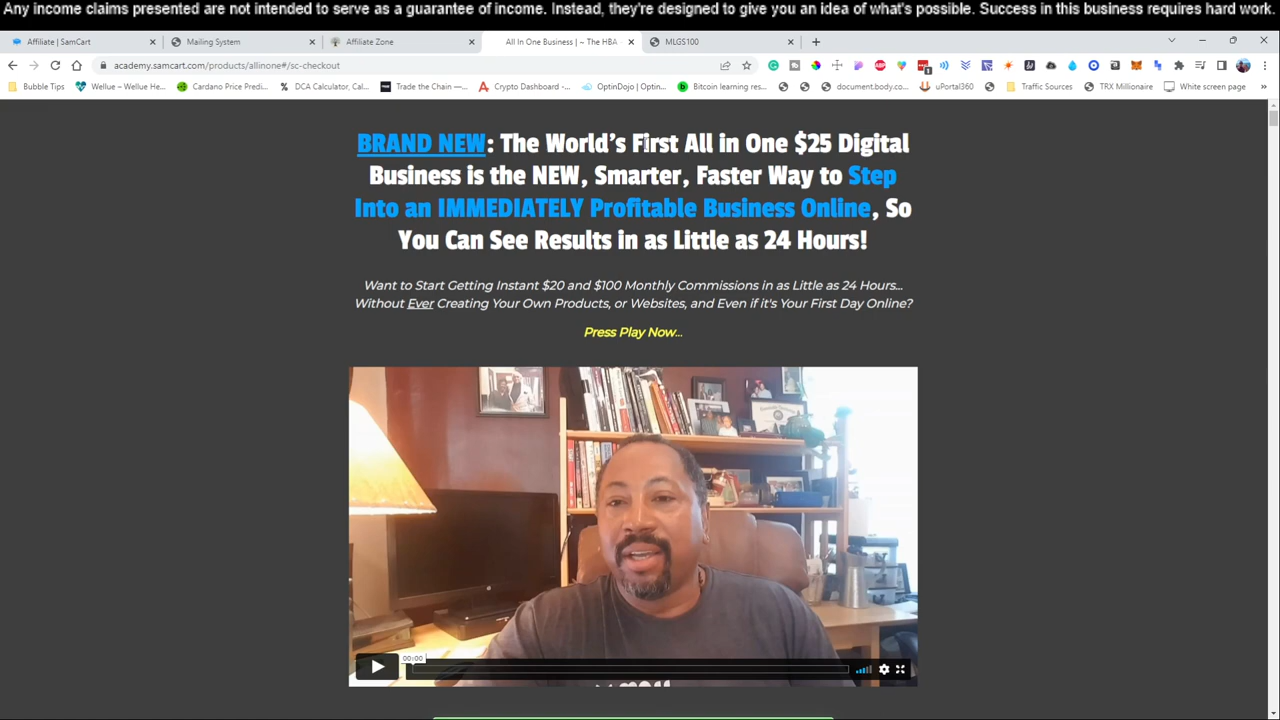 Any income claims presented are not intended to serve as a guarantee of income. Instead, they're designed to give you an idea of what's possible. Success in this business requires hard work.
Affiliate | SamCart
Mailing System
Affiliate Zone
All In One Business | ~ The HBA
MLGS100
academy.samcart.com/products/allinone#/sc-checkout
Bubble Tips
Wellue – Wellue He...
Cardano Price Predi...
DCA Calculator, Cal...
Trade the Chain —...
Crypto Dashboard -...
OptinDojo | Optin...
Bitcoin learning res...
document.body.co...
uPortal360
Traffic Sources
TRX Millionaire
White screen page
»
BRAND NEW: The World's First All in One $25 Digital
Business is the NEW, Smarter, Faster Way to Step
Into an IMMEDIATELY Profitable Business Online, So
You Can See Results in as Little as 24 Hours!
Want to Start Getting Instant $20 and $100 Monthly Commissions in as Little as 24 Hours...
Without Ever Creating Your Own Products, or Websites, and Even if it's Your First Day Online?
Press Play Now...
00:00